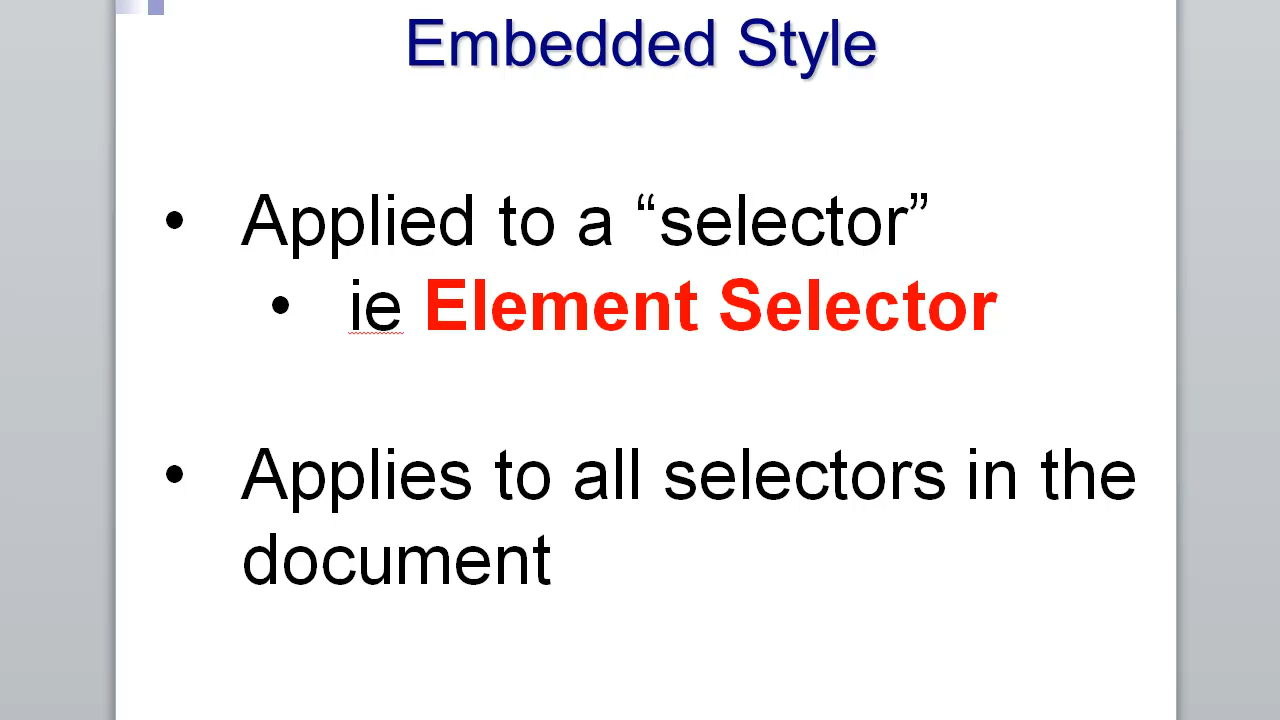 Embedded Style
• Applied to a “selector”
• ie Element Selector
• Applies to all selectors in the
document